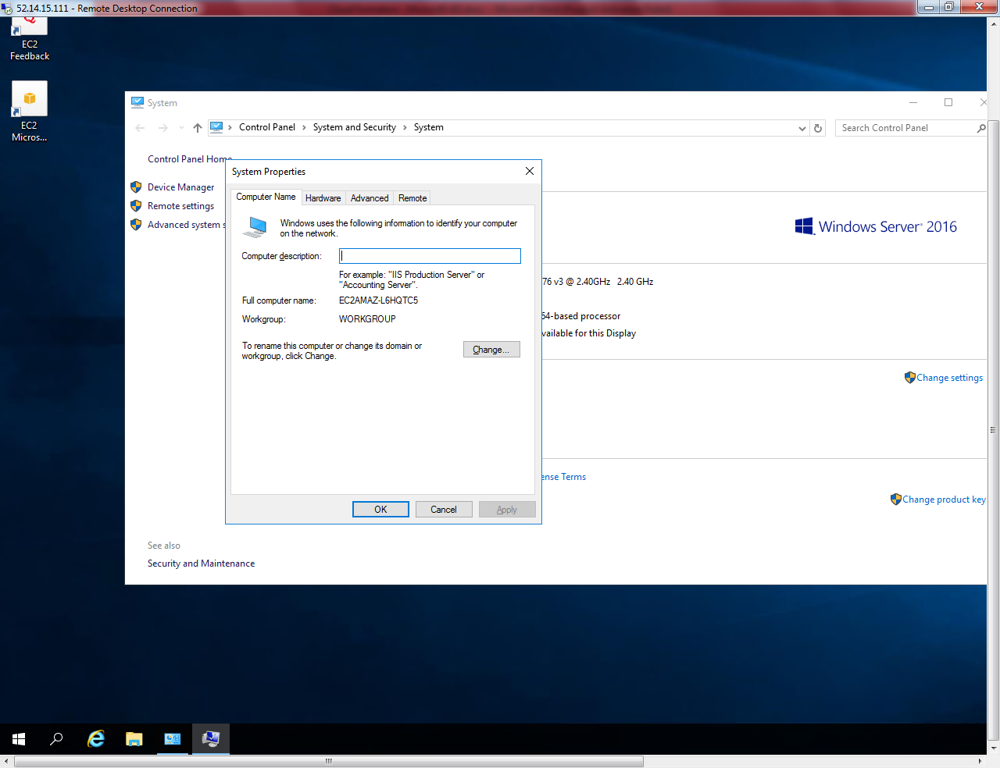 52.14.15.111 - Remote Desktop Connection
EC2
Feedback
EC2
Micros...
System
Control Panel › System and Security › System
Search Control Panel
Control Panel Home
Device Manager
Remote settings
Advanced system s
System Properties
Computer Name Hardware Advanced Remote
Windows uses the following information to identify your computer
on the network.
Computer description:
For example: "IIS Production Server" or
"Accounting Server".
Full computer name: EC2AMAZ-L6HQTC5
Workgroup: WORKGROUP
To rename this computer or change its domain or
workgroup, click Change.
Change...
OK Cancel Apply
Windows Server 2016
76 v3 @ 2.40GHz 2.40 GHz
64-based processor
vailable for this Display
Change settings
ense Terms
Change product key
See also
Security and Maintenance